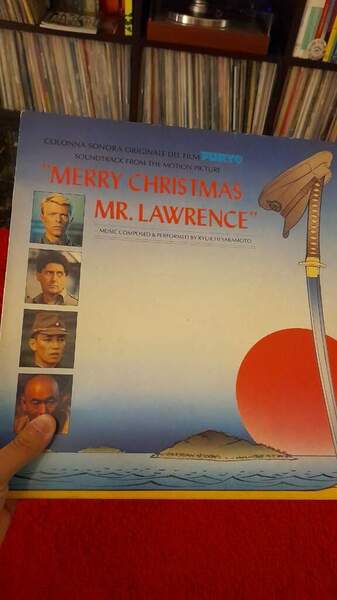 COLONNA SONORA ORIGINALE DEL FILM FURYO
SOUNDTRACK FROM THE MOTION PICTURE
"MERRY CHRISTMAS
MR. LAWRENCE"
MUSIC COMPOSED & PERFORMED BY RYUICHI SAKAMOTO